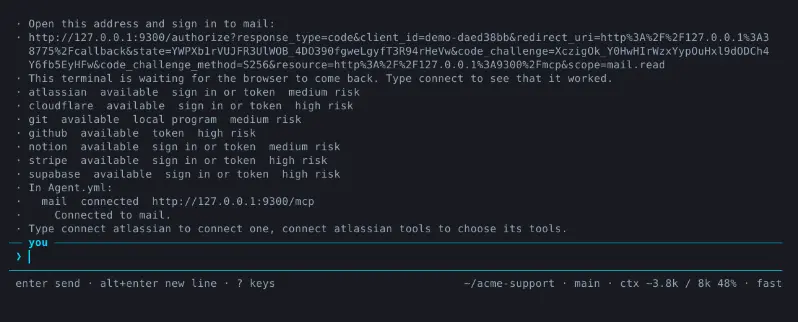 · Open this address and sign in to mail:
· http://127.0.0.1:9300/authorize?response_type=code&client_id=demo-daed38bb&redirect_uri=http%3A%2F%2F127.0.0.1%3A3
8775%2Fcallback&state=YWPXb1rVUJFR3UlWOB_4DO390fgweLgyfT3R94rHeVw&code_challenge=XczigOk_Y0HwHIrWzxYypOuHxl9dODCh4
Y6fb5EyHFw&code_challenge_method=S256&resource=http%3A%2F%2F127.0.0.1%3A9300%2Fmcp&scope=mail.read
· This terminal is waiting for the browser to come back. Type connect to see that it worked.
· atlassian available sign in or token medium risk
· cloudflare available sign in or token high risk
· git available local program medium risk
· github available token high risk
· notion available sign in or token medium risk
· stripe available sign in or token high risk
· supabase available sign in or token high risk
· In Agent.yml:
· mail connected http://127.0.0.1:9300/mcp
· Connected to mail.
· Type connect atlassian to connect one, connect atlassian tools to choose its tools.
you
❯
enter send · alt+enter new line · ? keys ~/acme-support · main · ctx ~3.8k / 8k 48% · fast